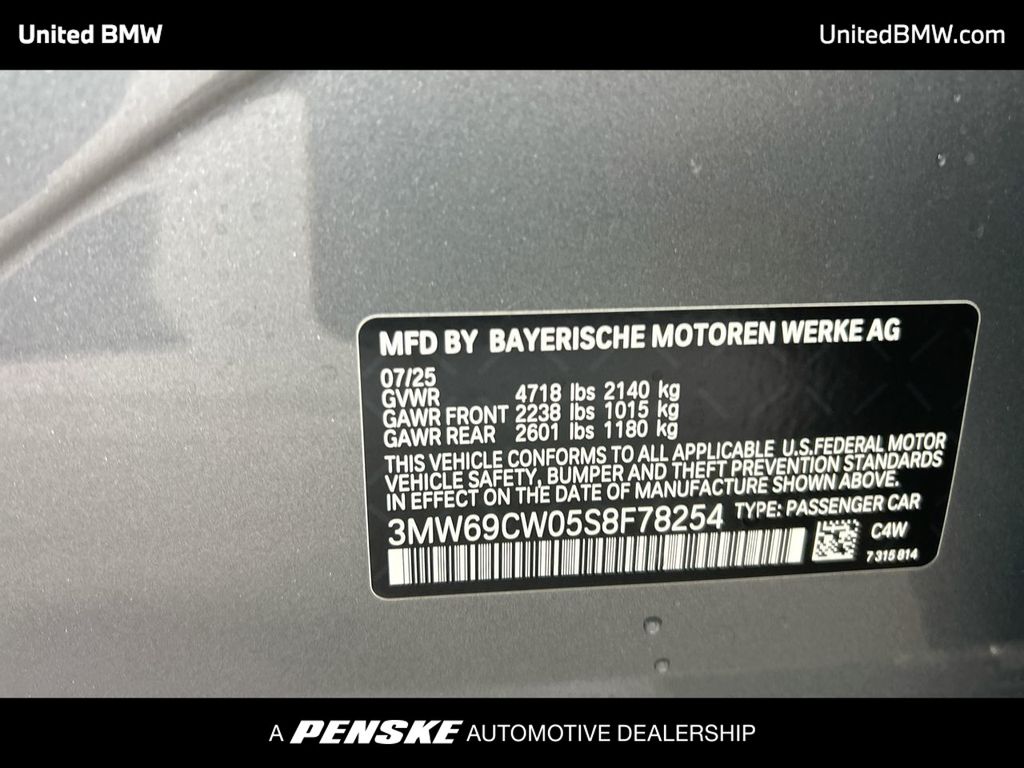 United BMW
UnitedBMW.com
MFD BY BAYERISCHE MOTOREN WERKE AG
07/25
GVWR 4718 lbs 2140 kg
GAWR FRONT 2238 lbs 1015 kg
GAWR REAR 2601 lbs 1180 kg
THIS VEHICLE CONFORMS TO ALL APPLICABLE U.S.FEDERAL MOTOR
VEHICLE SAFETY, BUMPER AND THEFT PREVENTION STANDARDS
IN EFFECT ON THE DATE OF MANUFACTURE SHOWN ABOVE.
3MW69CW05S8F78254 TYPE: PASSENGER CAR
C4W
7 315 814
A PENSKE AUTOMOTIVE DEALERSHIP